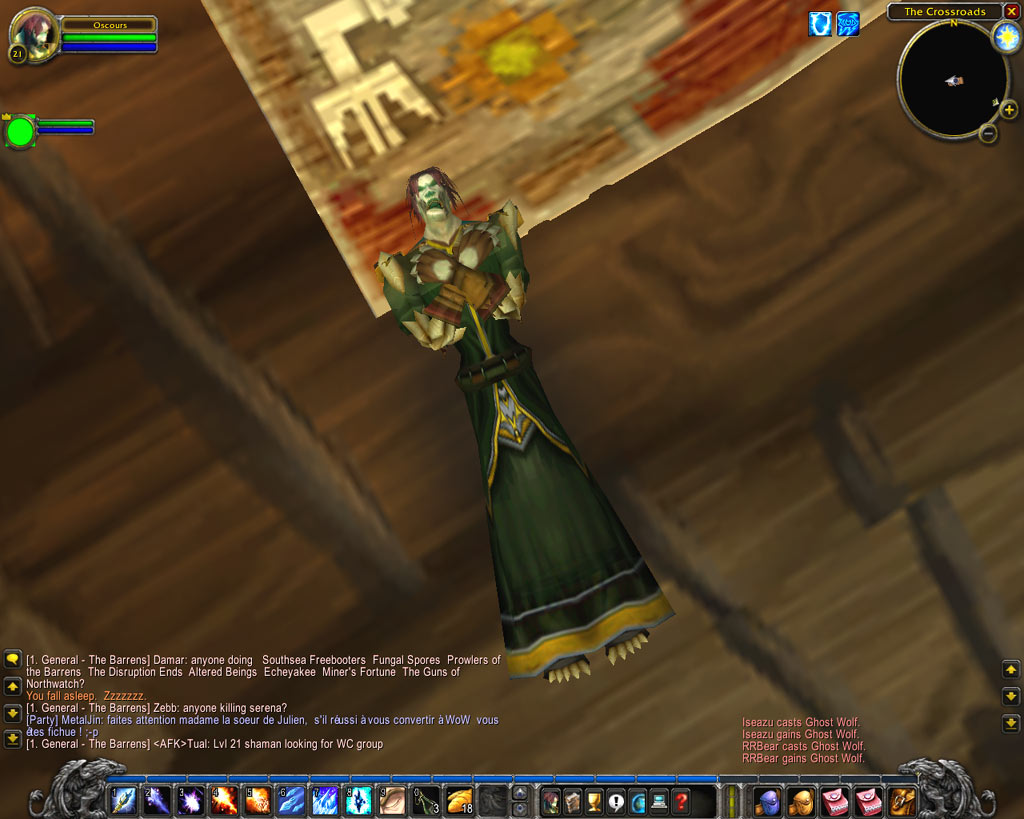 Oscours
21
The Crossroads
N
[1. General - The Barrens] Damar: anyone doing Southsea Freebooters Fungal Spores Prowlers of
the Barrens The Disruption Ends Altered Beings Echeyakee Miner's Fortune The Guns of
Northwatch?
You fall asleep. Zzzzzzz.
[1. General - The Barrens] Zebb: anyone killing serena?
[Party] MetalJin: faites attention madame la soeur de Julien, s'il réussi à vous convertir à WoW vous
êtes fichue ! ;-p
[1. General - The Barrens] <AFK>Tual: Lvl 21 shaman looking for WC group
Iseazu casts Ghost Wolf.
Iseazu gains Ghost Wolf.
RRBear casts Ghost Wolf.
RRBear gains Ghost Wolf.
1 2 3 4 5 6 7 8 9 0 3 18